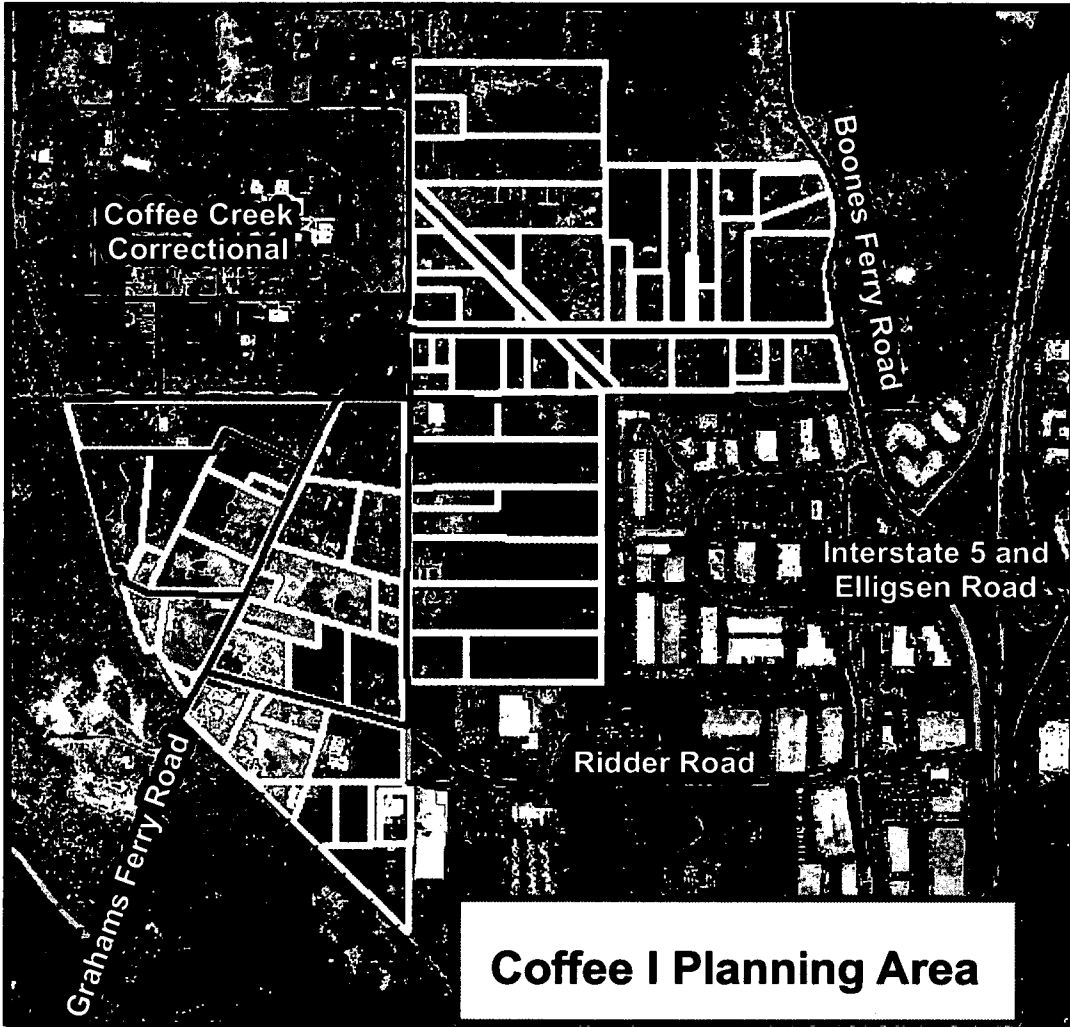 Boones Ferry Road
Coffee Creek
Correctional
Interstate 5 and
Elligsen Road
Ridder Road
Grahams Ferry Road
Coffee I Planning Area